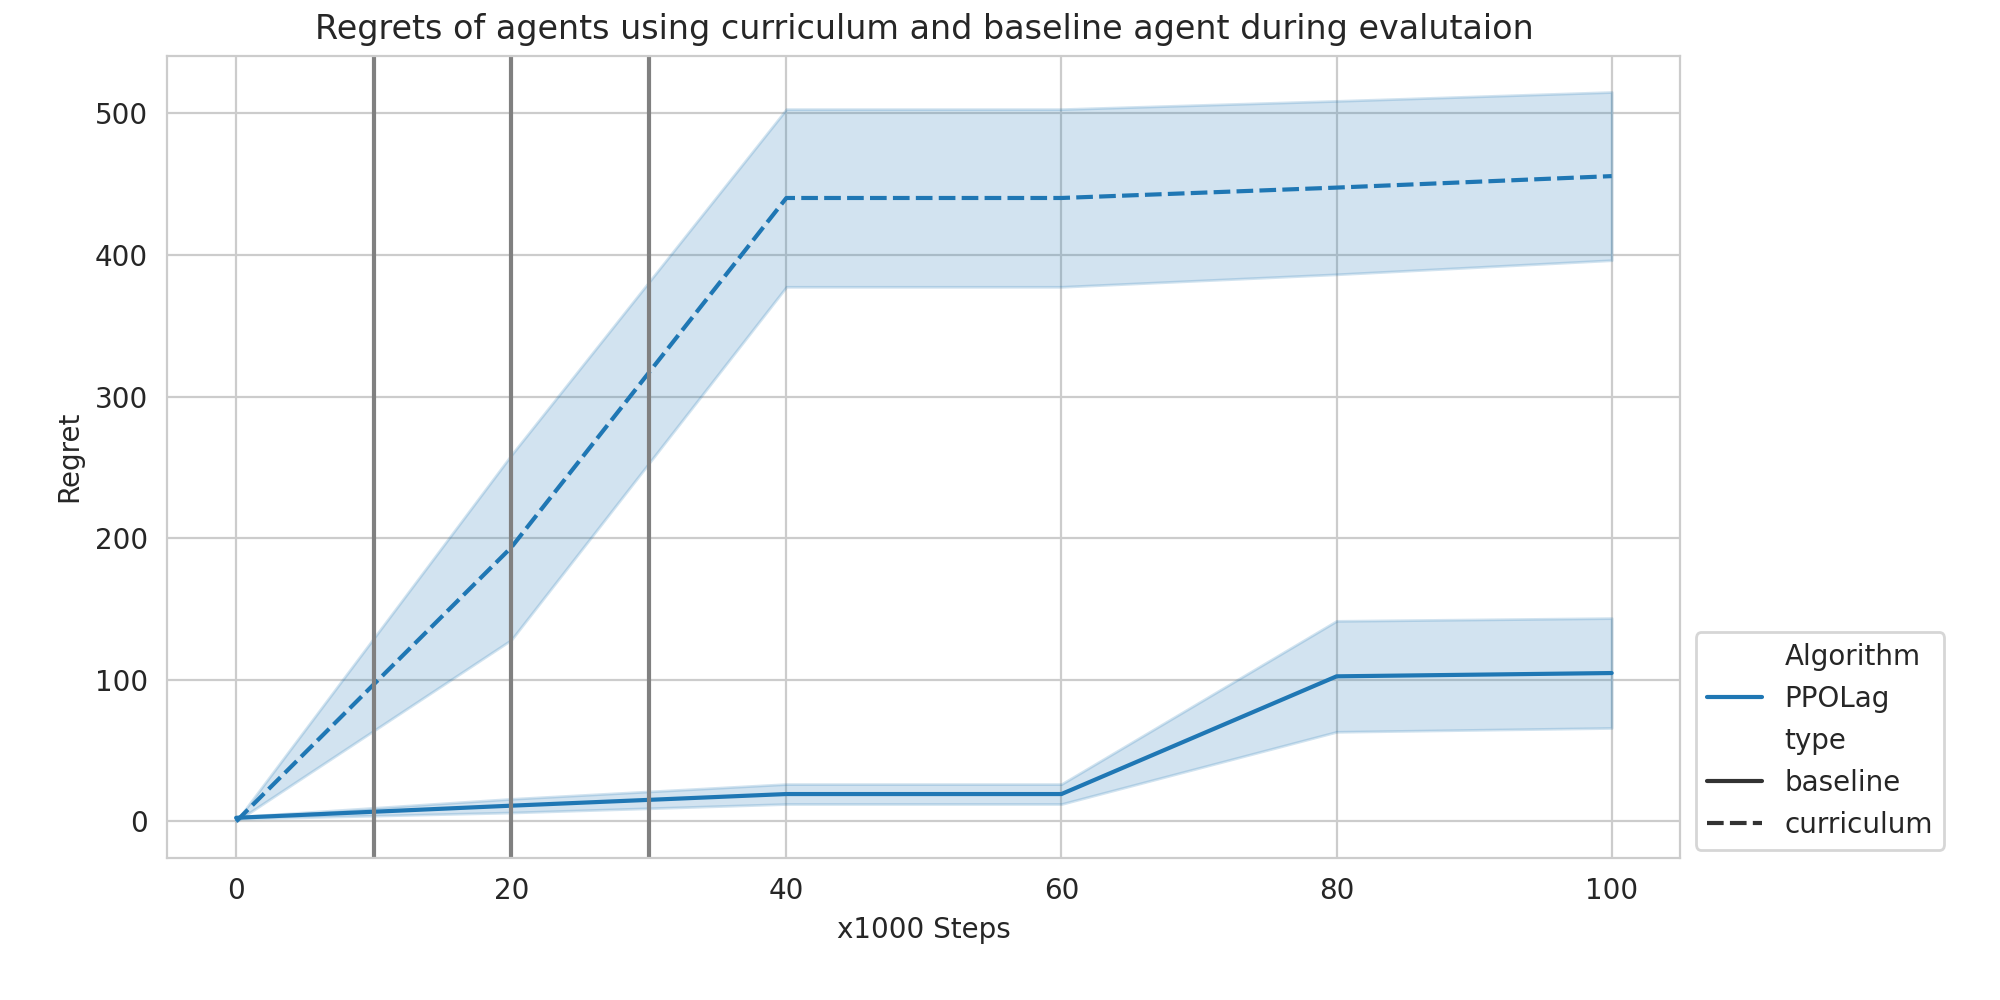 Regrets of agents using curriculum and baseline agent during evalutaion
500
400
300
200
100
0
Regret
0 20 40 60 80 100
x1000 Steps
Algorithm
PPOLag
type
baseline
curriculum